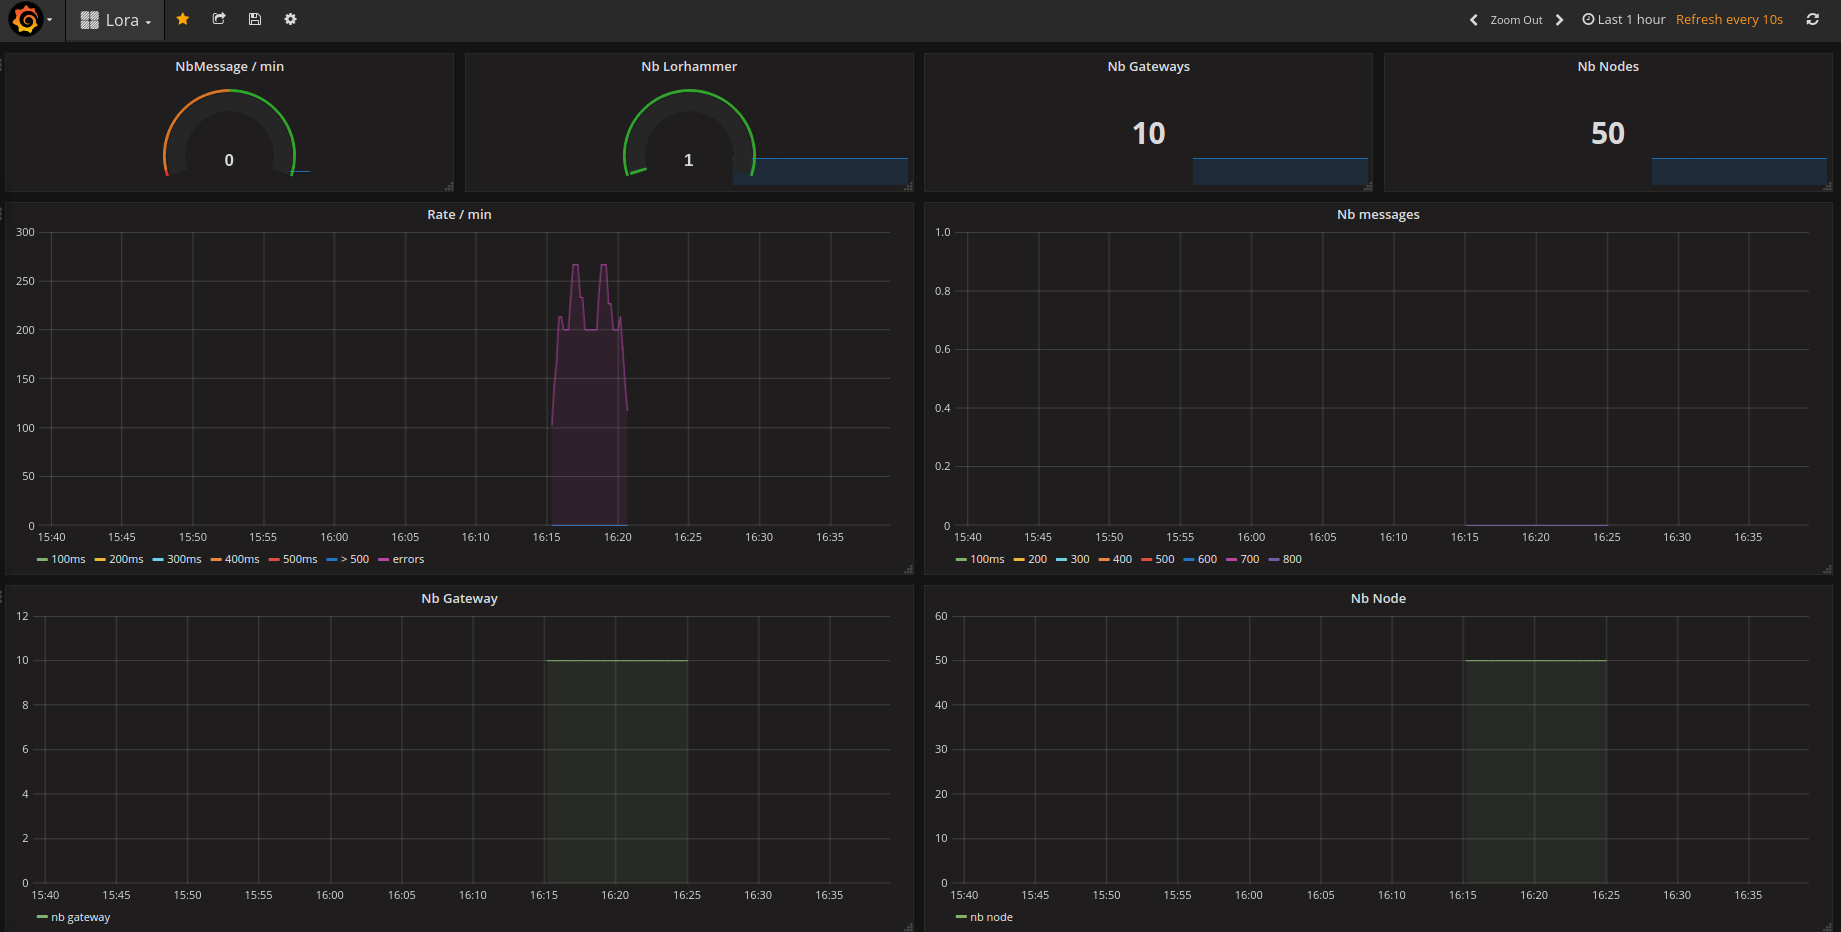 Lora
Zoom Out
Last 1 hour
Refresh every 10s
NbMessage / min
0
Nb Lorhammer
1
Nb Gateways
10
Nb Nodes
50
Rate / min
300
250
200
150
100
50
0
15:40 15:45 15:50 15:55 16:00 16:05 16:10 16:15 16:20 16:25 16:30 16:35
100ms 200ms 300ms 400ms 500ms > 500 errors
Nb messages
1.0
0.8
0.6
0.4
0.2
0
15:40 15:45 15:50 15:55 16:00 16:05 16:10 16:15 16:20 16:25 16:30 16:35
100ms 200 300 400 500 600 700 800
Nb Gateway
12
10
8
6
4
2
0
15:40 15:45 15:50 15:55 16:00 16:05 16:10 16:15 16:20 16:25 16:30 16:35
nb gateway
Nb Node
60
50
40
30
20
10
0
15:40 15:45 15:50 15:55 16:00 16:05 16:10 16:15 16:20 16:25 16:30 16:35
nb node